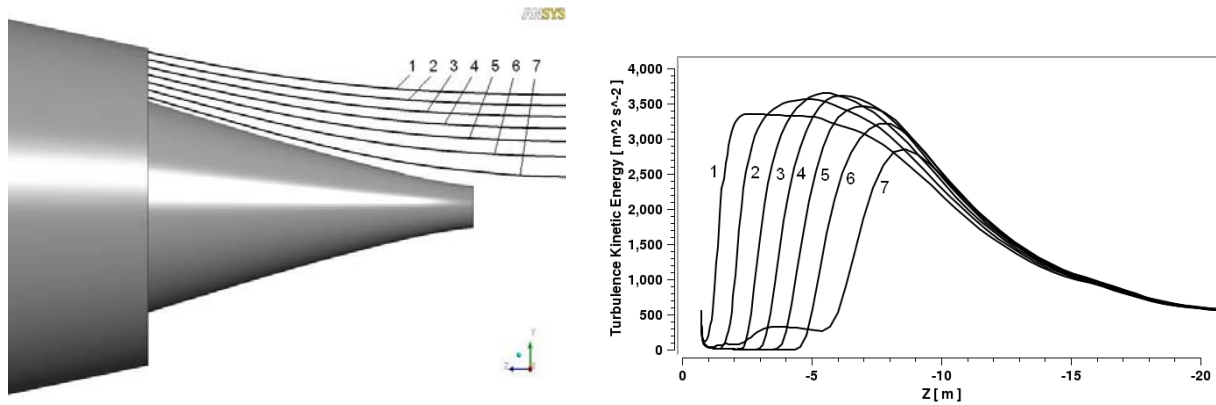 ANSYS
1 2 3 4 5 6 7
Y
Z X
Turbulence Kinetic Energy [ m^2 s^-2 ]
4,000
3,500
3,000
2,500
2,000
1,500
1,000
500
0
1 2 3 4 5 6 7
0 -5 -10 -15 -20
Z [ m ]